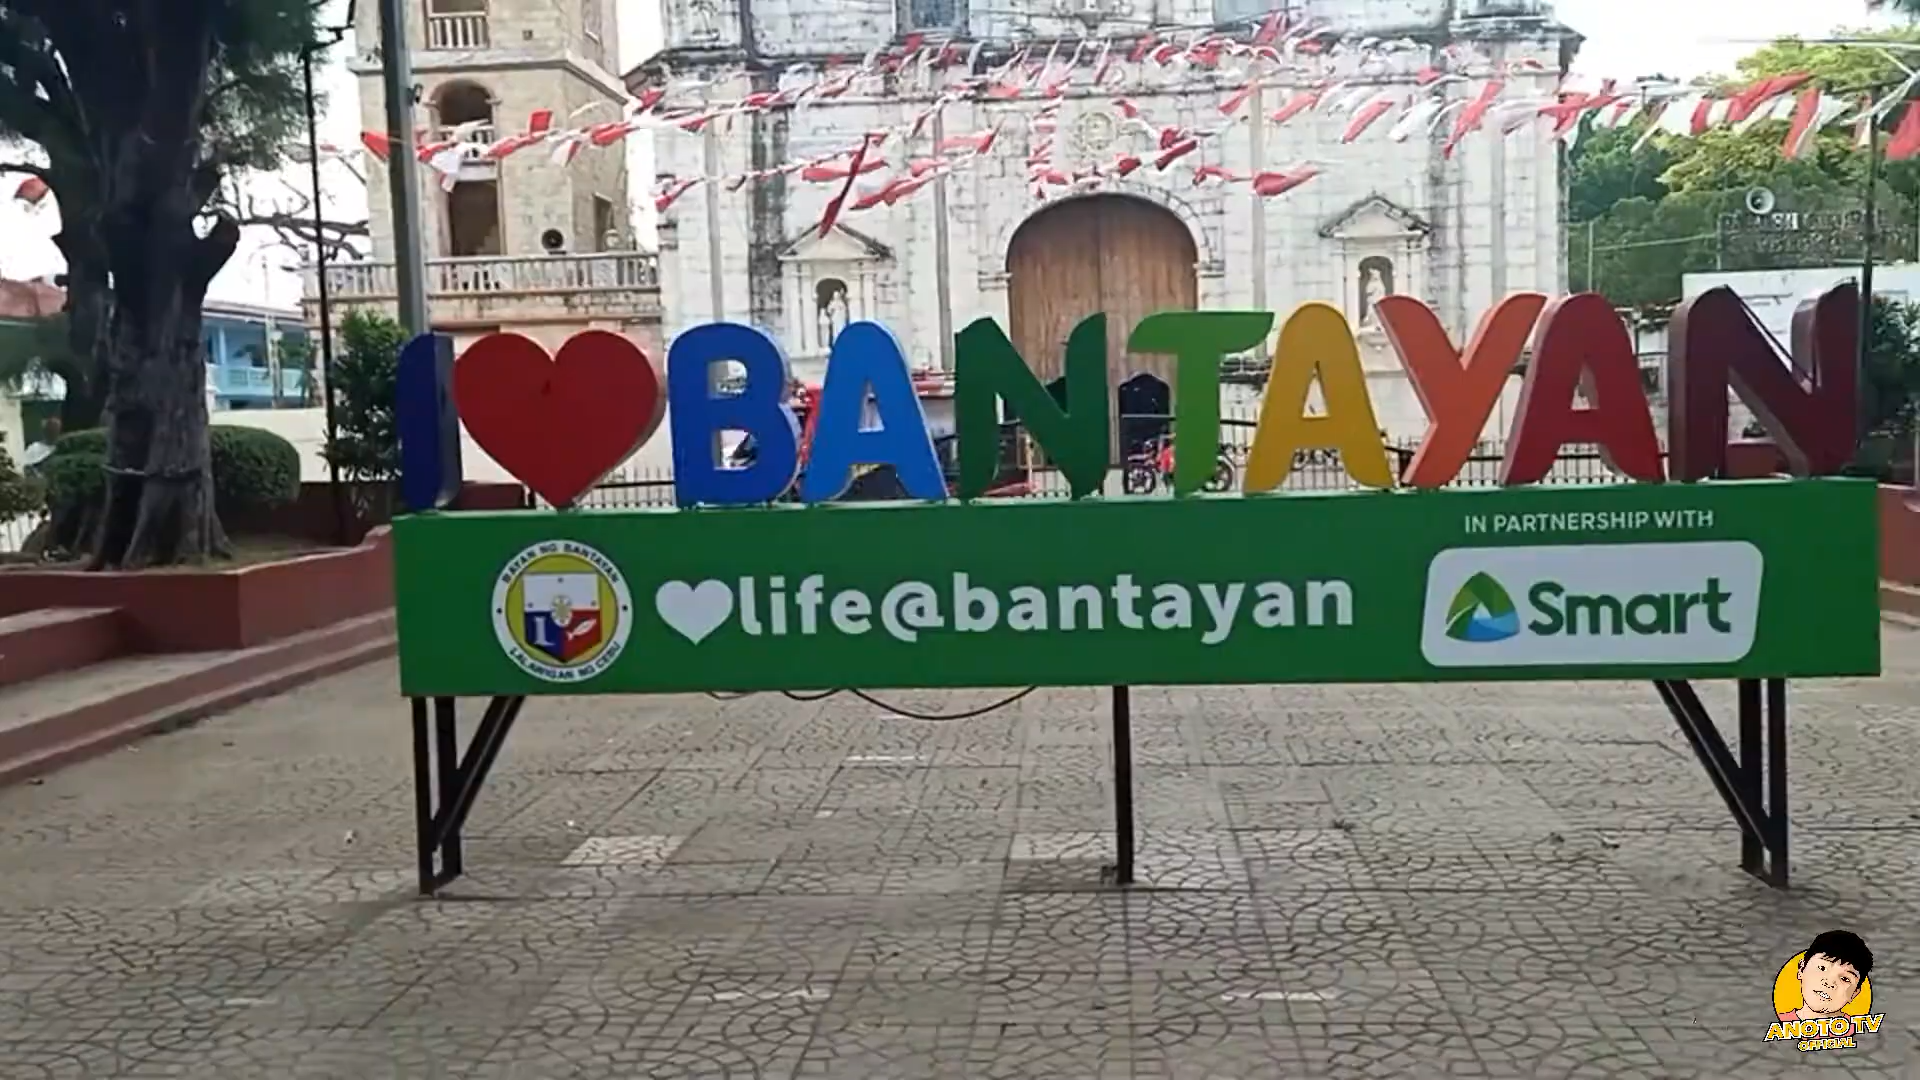 I BANTAYAN
BAYAN NG BANTAYAN
LALAWIGAN NG CEBU
life@bantayan
IN PARTNERSHIP WITH
Smart
ANOTO TV
OFFICIAL